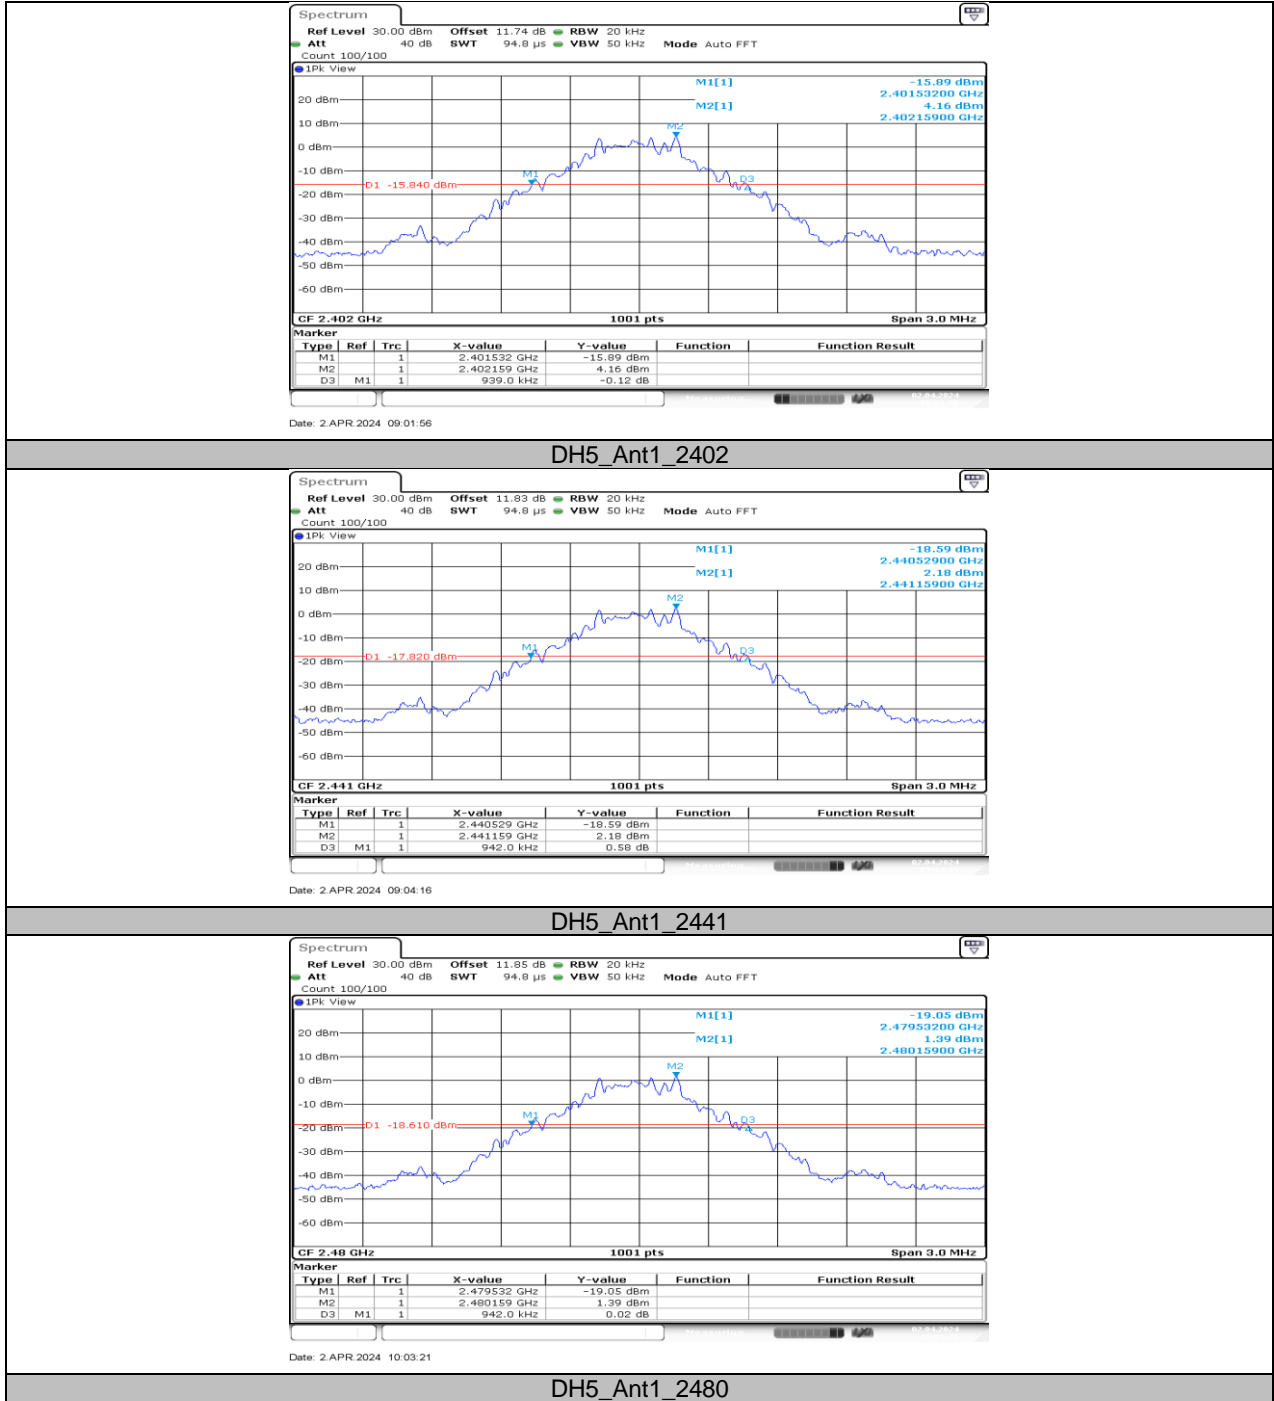 Spectrum
Ref Level 30.00 dBm Offset 11.74 dB RBW 20 kHz
Att 40 dB SWT 94.8 µs VBW 50 kHz Mode Auto FFT
Count 100/100
1Pk View
M1[1] -15.89 dBm
2.40153200 GHz
20 dBm
M2[1] 4.16 dBm
2.40215900 GHz
10 dBm
M2
0 dBm
-10 dBm
M1
D3
D1 -15.840 dBm
-20 dBm
-30 dBm
-40 dBm
-50 dBm
-60 dBm
CF 2.402 GHz 1001 pts Span 3.0 MHz
Marker
Type Ref Trc X-value Y-value Function Function Result
M1 1 2.401532 GHz -15.89 dBm
M2 1 2.402159 GHz 4.16 dBm
D3 M1 1 939.0 kHz -0.12 dB
Date: 2.APR.2024 09:01:56
DH5_Ant1_2402
Spectrum
Ref Level 30.00 dBm Offset 11.83 dB RBW 20 kHz
Att 40 dB SWT 94.8 µs VBW 50 kHz Mode Auto FFT
Count 100/100
1Pk View
M1[1] -18.59 dBm
2.44052900 GHz
20 dBm
M2[1] 2.18 dBm
2.44115900 GHz
10 dBm
M2
0 dBm
-10 dBm
M1
D3
D1 -17.820 dBm
-20 dBm
-30 dBm
-40 dBm
-50 dBm
-60 dBm
CF 2.441 GHz 1001 pts Span 3.0 MHz
Marker
Type Ref Trc X-value Y-value Function Function Result
M1 1 2.440529 GHz -18.59 dBm
M2 1 2.441159 GHz 2.18 dBm
D3 M1 1 942.0 kHz 0.58 dB
Date: 2.APR.2024 09:04:16
DH5_Ant1_2441
Spectrum
Ref Level 30.00 dBm Offset 11.85 dB RBW 20 kHz
Att 40 dB SWT 94.8 µs VBW 50 kHz Mode Auto FFT
Count 100/100
1Pk View
M1[1] -19.05 dBm
2.47953200 GHz
20 dBm
M2[1] 1.39 dBm
2.48015900 GHz
10 dBm
M2
0 dBm
-10 dBm
M1
D3
D1 -18.610 dBm
-20 dBm
-30 dBm
-40 dBm
-50 dBm
-60 dBm
CF 2.48 GHz 1001 pts Span 3.0 MHz
Marker
Type Ref Trc X-value Y-value Function Function Result
M1 1 2.479532 GHz -19.05 dBm
M2 1 2.480159 GHz 1.39 dBm
D3 M1 1 942.0 kHz 0.02 dB
Date: 2.APR.2024 10:03:21
DH5_Ant1_2480